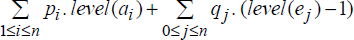 ∑ 1≤i≤n p_i . level(a_i) + ∑ 0≤j≤n q_j . (level(e_j) − 1)